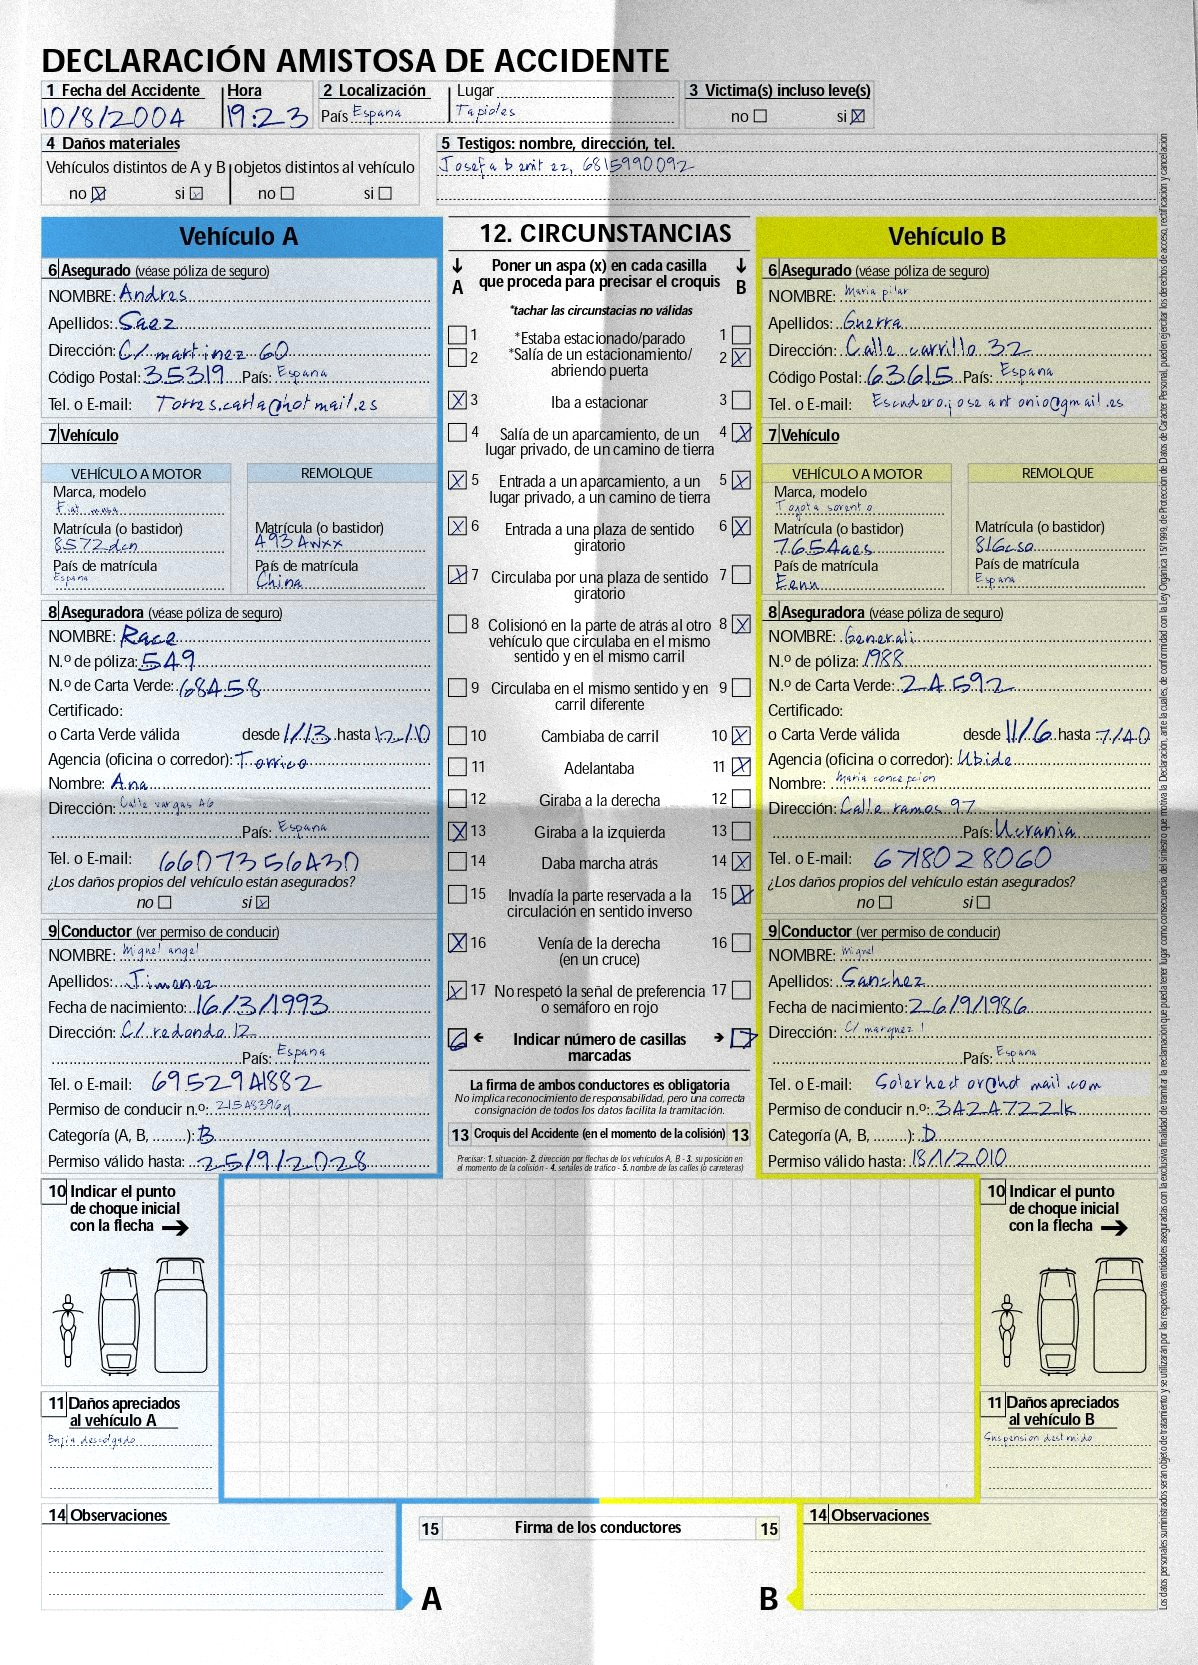 DECLARACIÓN AMISTOSA DE ACCIDENTE
1 Fecha del Accidente Hora 2 Localización Lugar 3 Victima(s) incluso leve(s)
10/8/2004 19:23 País España Tapioles no si
4 Daños materiales
Vehículos distintos de A y B objetos distintos al vehículo
no si no si
5 Testigos: nombre, dirección, tel.
Josefa benitez, 6815990092
Vehículo A
6 Asegurado (véase póliza de seguro)
NOMBRE: Andres
Apellidos: Saez
Dirección: C/ martinez 60
Código Postal: 35319 País: España
Tel. o E-mail: Torres.carla@hotmail.es
7 Vehículo
VEHÍCULO A MOTOR REMOLQUE
Marca, modelo
Fiat
Matrícula (o bastidor) Matrícula (o bastidor)
8572dcn 493AWXX
País de matrícula País de matrícula
España China
8 Aseguradora (véase póliza de seguro)
NOMBRE: Race
N.º de póliza: 549
N.º de Carta Verde: 68458
Certificado:
o Carta Verde válida desde 1/13 hasta 12/10
Agencia (oficina o corredor): Torrico
Nombre: Ana
Dirección: Calle vargas 46
País: España
Tel. o E-mail: 6607356430
¿Los daños propios del vehículo están asegurados?
no si
9 Conductor (ver permiso de conducir)
NOMBRE: Miguel angel
Apellidos: Jimenez
Fecha de nacimiento: 16/3/1993
Dirección: C/ redondo 12
País: España
Tel. o E-mail: 6952941882
Permiso de conducir n.º: 21548396q
Categoría (A, B, ........): B
Permiso válido hasta: 25/9/2028
12. CIRCUNSTANCIAS
A Poner un aspa (x) en cada casilla que proceda para precisar el croquis B
*tachar las circunstacias no válidas
1 *Estaba estacionado/parado 1
2 *Salía de un estacionamiento/ 2
abriendo puerta
3 Iba a estacionar 3
4 Salía de un aparcamiento, de un 4
lugar privado, de un camino de tierra
5 Entrada a un aparcamiento, a un 5
lugar privado, a un camino de tierra
6 Entrada a una plaza de sentido 6
giratorio
7 Circulaba por una plaza de sentido 7
giratorio
8 Colisionó en la parte de atrás al otro 8
vehículo que circulaba en el mismo
sentido y en el mismo carril
9 Circulaba en el mismo sentido y en 9
carril diferente
10 Cambiaba de carril 10
11 Adelantaba 11
12 Giraba a la derecha 12
13 Giraba a la izquierda 13
14 Daba marcha atrás 14
15 Invadía la parte reservada a la 15
circulación en sentido inverso
16 Venía de la derecha 16
(en un cruce)
17 No respetó la señal de preferencia 17
o semáforo en rojo
6 Indicar número de casillas 7
marcadas
La firma de ambos conductores es obligatoria
No implica reconocimiento de responsabilidad, pero una correcta
consignación de todos los datos facilita la tramitación.
13 Croquis del Accidente (en el momento de la colisión) 13
Precisar: 1. situación- 2. dirección por flechas de los vehículos A, B - 3. su posición en
el momento de la colisión - 4. señales de tráfico - 5. nombre de las calles (o carreteras)
Vehículo B
6 Asegurado (véase póliza de seguro)
NOMBRE: Maria pilar
Apellidos: Guerra
Dirección: Calle carrillo 32
Código Postal: 63615 País: España
Tel. o E-mail: Escudero.jose antonio@gmail.es
7 Vehículo
VEHÍCULO A MOTOR REMOLQUE
Marca, modelo
Toyota sorento
Matrícula (o bastidor) Matrícula (o bastidor)
7654aes 816cso
País de matrícula País de matrícula
Eenn España
8 Aseguradora (véase póliza de seguro)
NOMBRE: Generali
N.º de póliza: 1988
N.º de Carta Verde: 24592
Certificado:
o Carta Verde válida desde 11/6 hasta 7/40
Agencia (oficina o corredor): Ubide
Nombre: Maria concepcion
Dirección: Calle ramos 97
País: Ucrania
Tel. o E-mail: 6718028060
¿Los daños propios del vehículo están asegurados?
no si
9 Conductor (ver permiso de conducir)
NOMBRE: Miguel
Apellidos: Sanchez
Fecha de nacimiento: 26/9/1986
Dirección: C/ marquez 1
País: España
Tel. o E-mail: Solerhector@hotmail.com
Permiso de conducir n.º: 34247221k
Categoría (A, B, ........): D
Permiso válido hasta: 18/1/2010
10 Indicar el punto
de choque inicial
con la flecha
11 Daños apreciados
al vehículo A
Bujia descolgado
10 Indicar el punto
de choque inicial
con la flecha
11 Daños apreciados
al vehículo B
Suspension destruido
14 Observaciones
15 Firma de los conductores 15
A B
14 Observaciones
Los datos personales suministrados serán objeto de tratamiento y se utilizarán por las respectivas entidades aseguradas con la exclusiva finalidad de tramitar la reclamación que pueda tener lugar como consecuencia del siniestro que motiva la Declaración, ante la cuales, de conformidad con la Ley Orgánica 15/1999, de Protección de Datos de Carácter Personal, pueden ejercitar los derechos de acceso, rectificación y cancelación